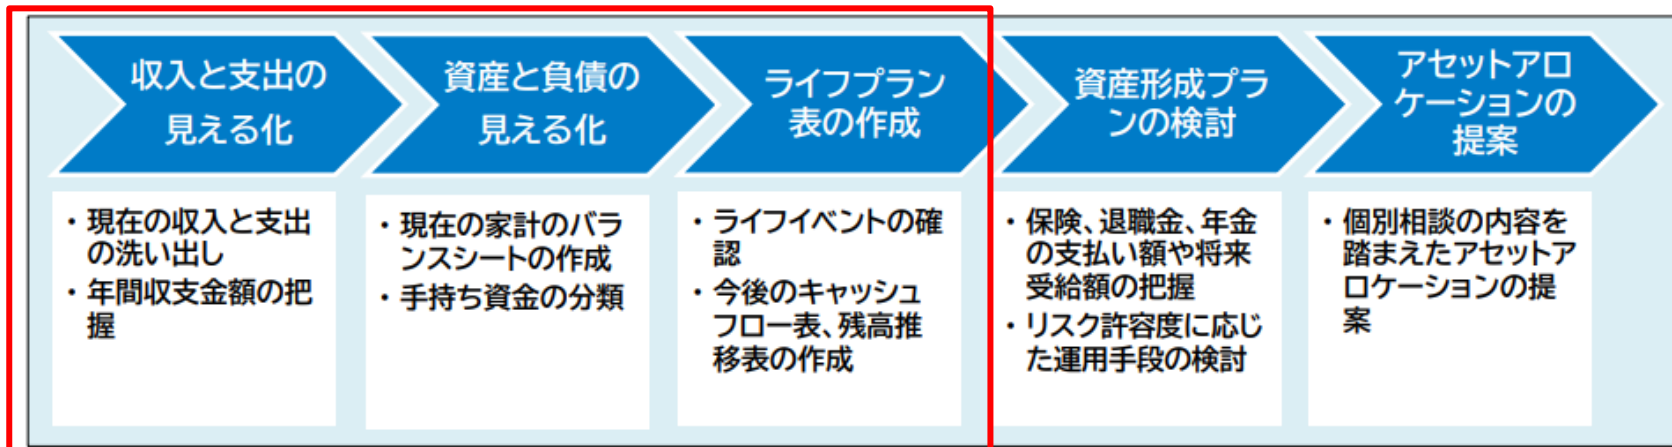 収入と支出の
見える化
資産と負債の
見える化
ライフプラン
表の作成
資産形成プラ
ンの検討
アセットアロ
ケーションの
提案
・現在の収入と支出
の洗い出し
・年間収支金額の把
握
・現在の家計のバラ
ンスシートの作成
・手持ち資金の分類
・ライフイベントの確
認
・今後のキャッシュ
フロー表、残高推
移表の作成
・保険、退職金、年金
の支払い額や将来
受給額の把握
・リスク許容度に応じ
た運用手段の検討
・個別相談の内容を
踏まえたアセットア
ロケーションの提
案